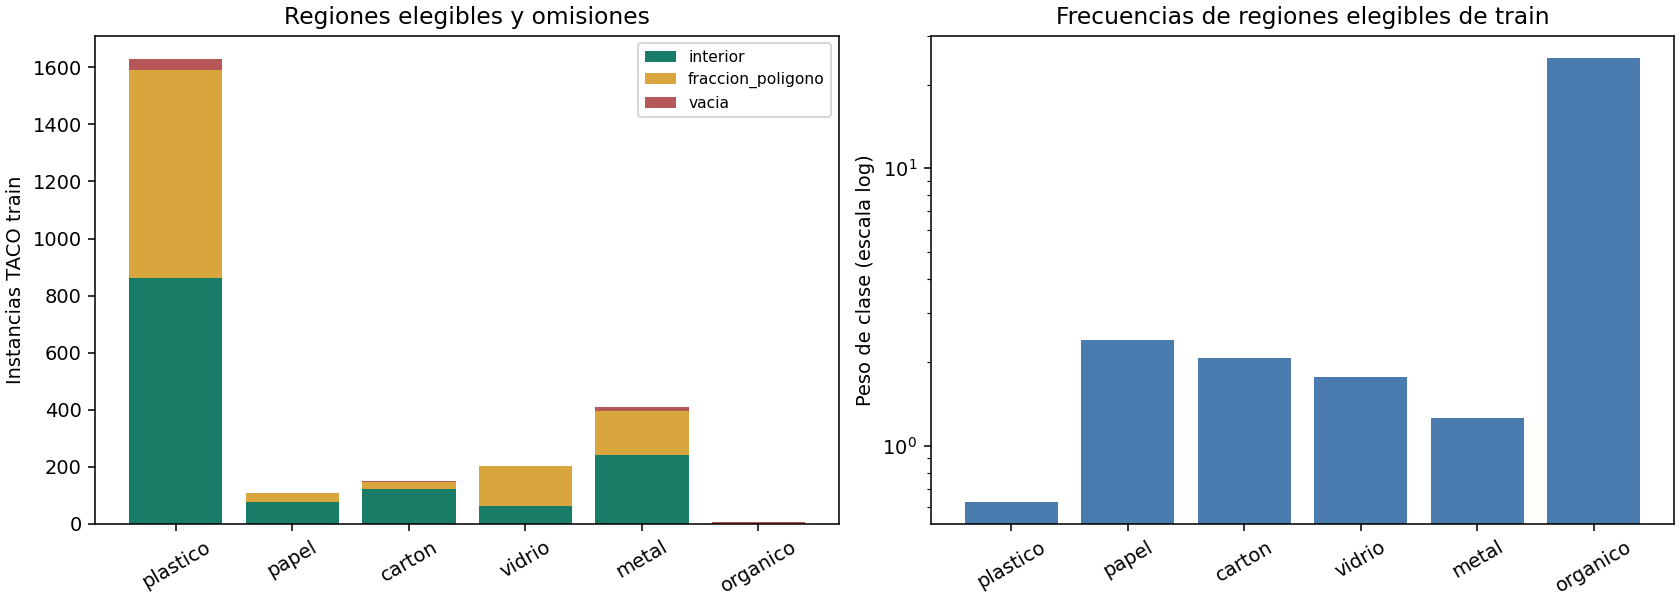 Regiones elegibles y omisiones
Instancias TACO train
1600
1400
1200
1000
800
600
400
200
0
interior
fraccion_poligono
vacia
plastico
papel
carton
vidrio
metal
organico
Frecuencias de regiones elegibles de train
Peso de clase (escala log)
10¹
10⁰
plastico
papel
carton
vidrio
metal
organico